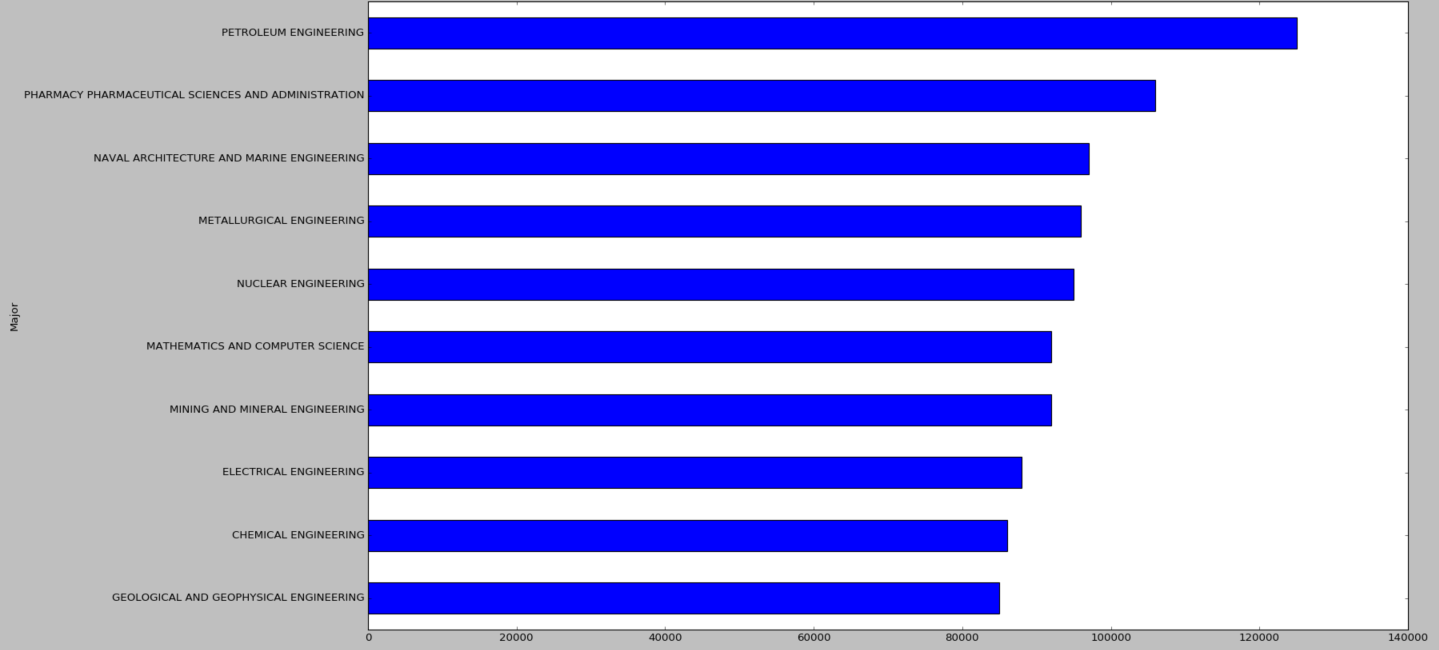 PETROLEUM ENGINEERING
PHARMACY PHARMACEUTICAL SCIENCES AND ADMINISTRATION
NAVAL ARCHITECTURE AND MARINE ENGINEERING
METALLURGICAL ENGINEERING
NUCLEAR ENGINEERING
Major
MATHEMATICS AND COMPUTER SCIENCE
MINING AND MINERAL ENGINEERING
ELECTRICAL ENGINEERING
CHEMICAL ENGINEERING
GEOLOGICAL AND GEOPHYSICAL ENGINEERING
0 20000 40000 60000 80000 100000 120000 140000